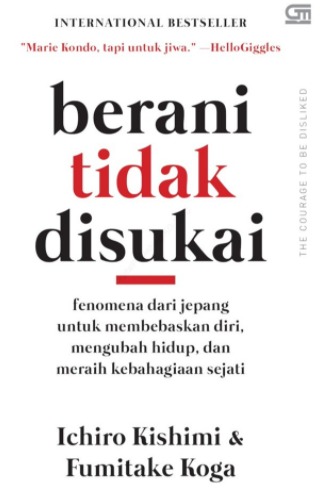 INTERNATIONAL BESTSELLER
"Marie Kondo, tapi untuk jiwa." —HelloGiggles
berani
tidak
disukai
THE COURAGE TO BE DISLIKED
fenomena dari jepang
untuk membebaskan diri,
mengubah hidup, dan
meraih kebahagiaan sejati
Ichiro Kishimi &
Fumitake Koga